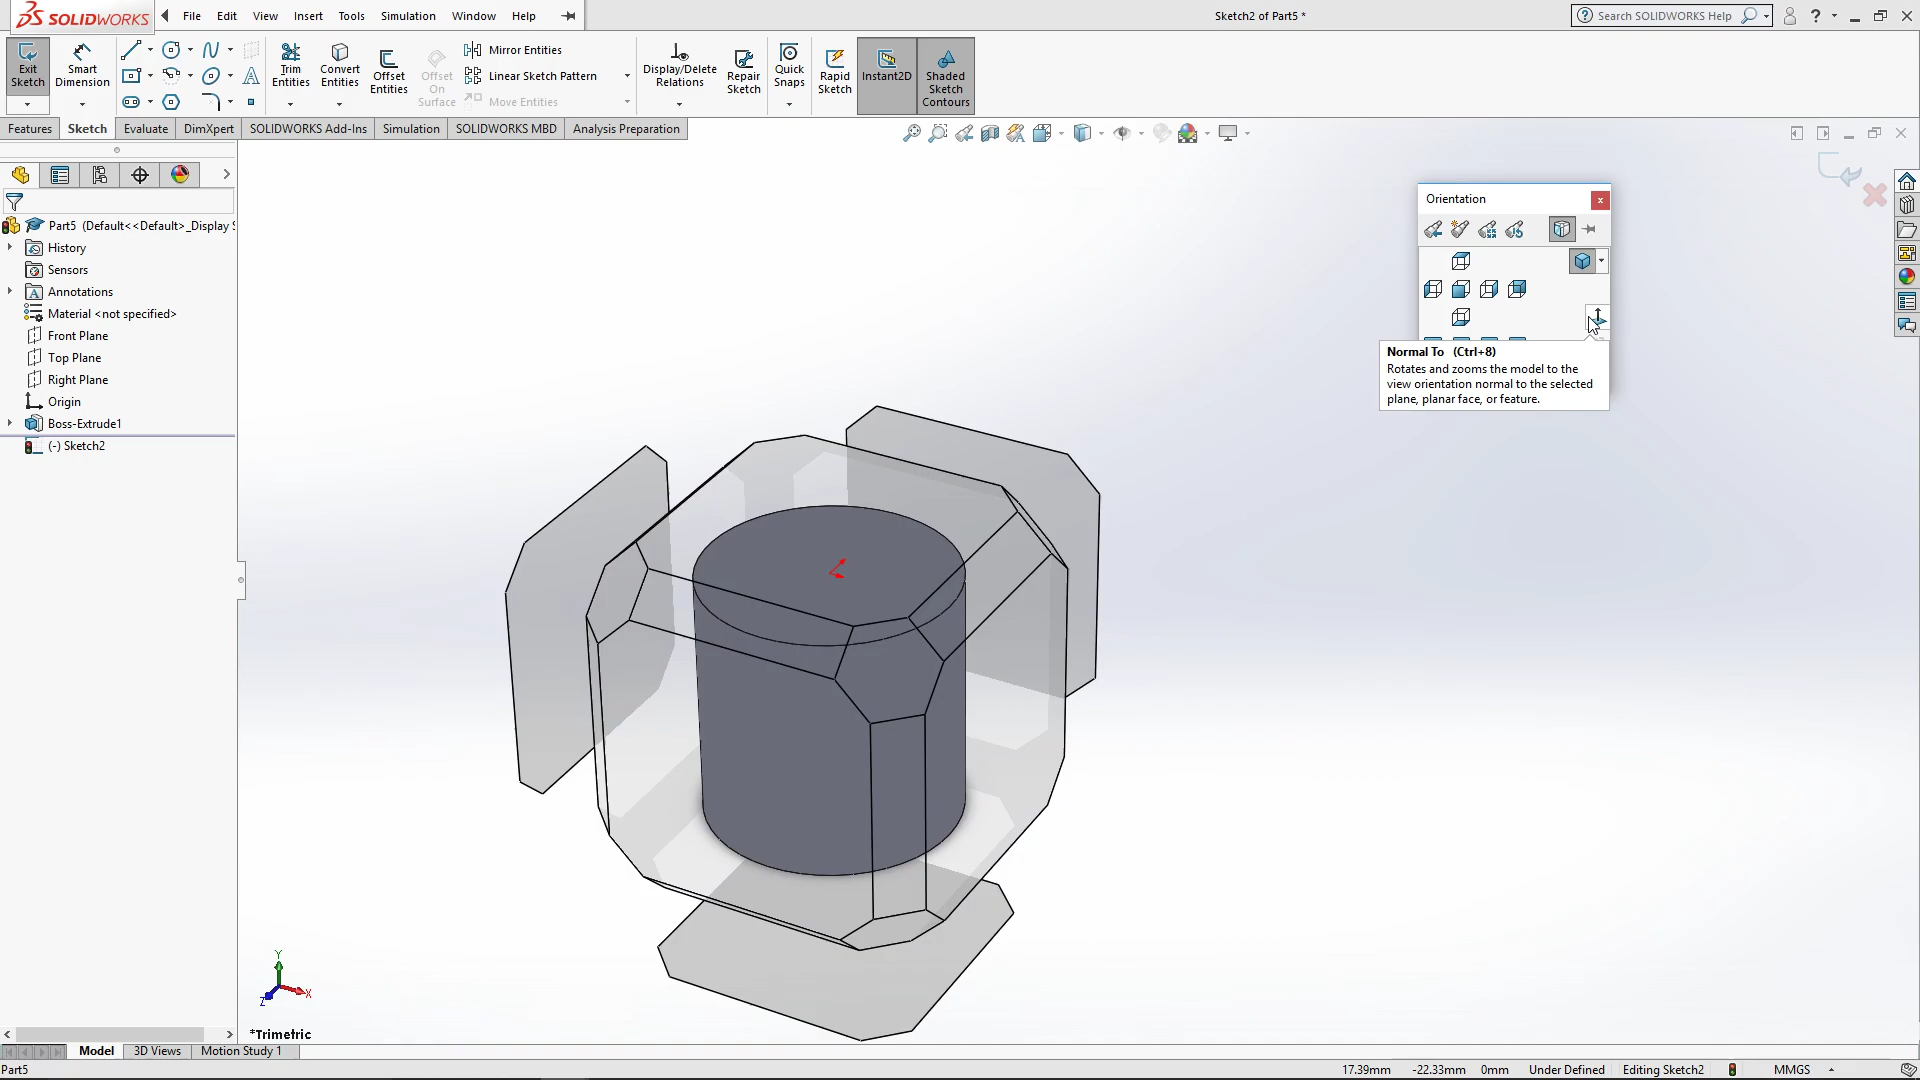 SOLIDWORKS
File Edit View Insert Tools Simulation Window Help
Sketch2 of Part5 *
Search SOLIDWORKS Help
Exit Sketch
Smart Dimension
Trim Entities
Convert Entities
Offset Entities
Offset On Surface
Mirror Entities
Linear Sketch Pattern
Move Entities
Display/Delete Relations
Repair Sketch
Quick Snaps
Rapid Sketch
Instant2D
Shaded Sketch Contours
Features Sketch Evaluate DimXpert SOLIDWORKS Add-Ins Simulation SOLIDWORKS MBD Analysis Preparation
Part5 (Default<<Default>_Display S
History
Sensors
Annotations
Material <not specified>
Front Plane
Top Plane
Right Plane
Origin
Boss-Extrude1
(-) Sketch2
Orientation
Normal To (Ctrl+8)
Rotates and zooms the model to the
view orientation normal to the selected
plane, planar face, or feature.
Y
X
Z
*Trimetric
Model 3D Views Motion Study 1
Part5
17.39mm -22.33mm 0mm Under Defined Editing Sketch2 MMGS